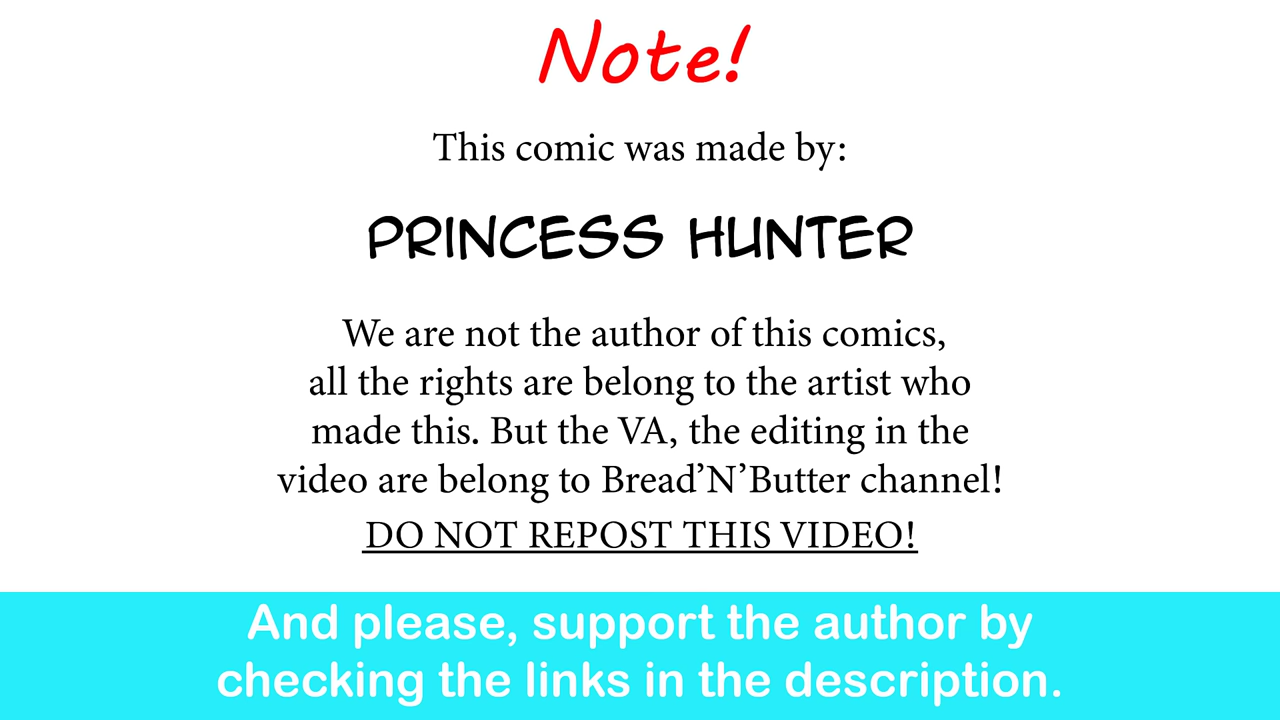 Note!
This comic was made by:
PRINCESS HUNTER
We are not the author of this comics,
all the rights are belong to the artist who
made this. But the VA, the editing in the
video are belong to Bread’N’Butter channel!
DO NOT REPOST THIS VIDEO!
And please, support the author by
checking the links in the description.